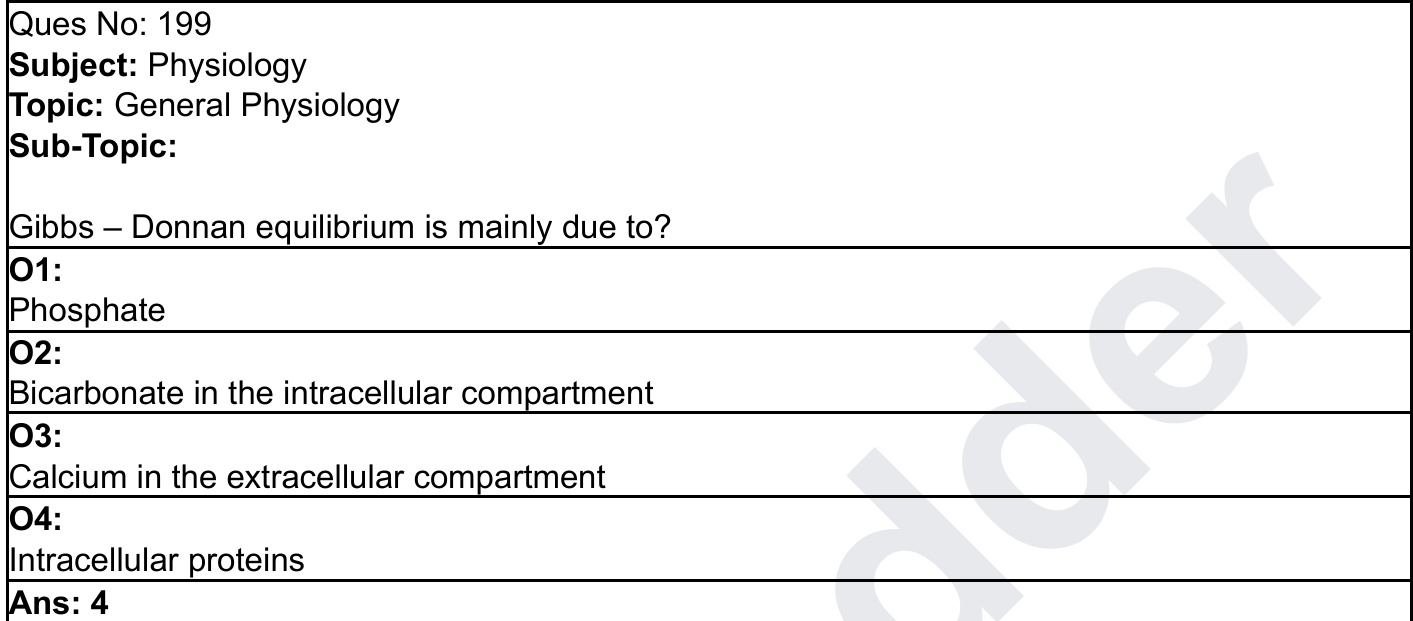 Ques No: 199
Subject: Physiology
Topic: General Physiology
Sub-Topic:
Gibbs – Donnan equilibrium is mainly due to?
O1:
Phosphate
O2:
Bicarbonate in the intracellular compartment
O3:
Calcium in the extracellular compartment
O4:
Intracellular proteins
Ans: 4
dder